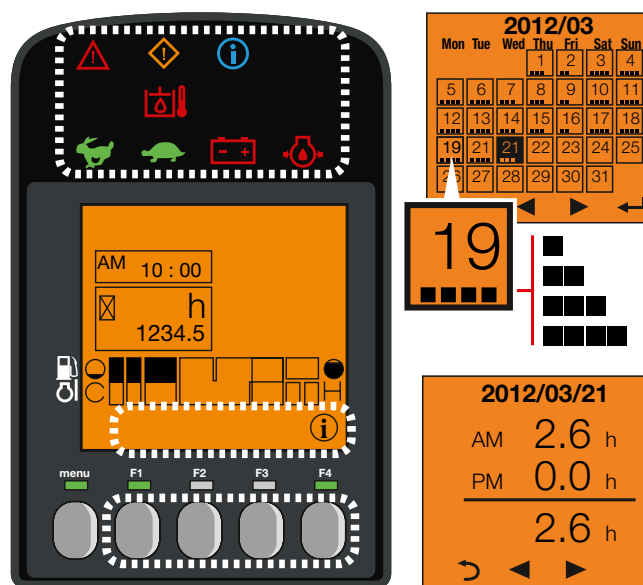 AM 10 : 00
h
1234.5
C H
i
menu F1 F2 F3 F4
2012/03
Mon Tue Wed Thu Fri Sat Sun
1 2 3 4
5 6 7 8 9 10 11
12 13 14 15 16 17 18
19 21 21 22 23 24 25
26 27 28 29 30 31
19
2012/03/21
AM 2.6 h
PM 0.0 h
2.6 h